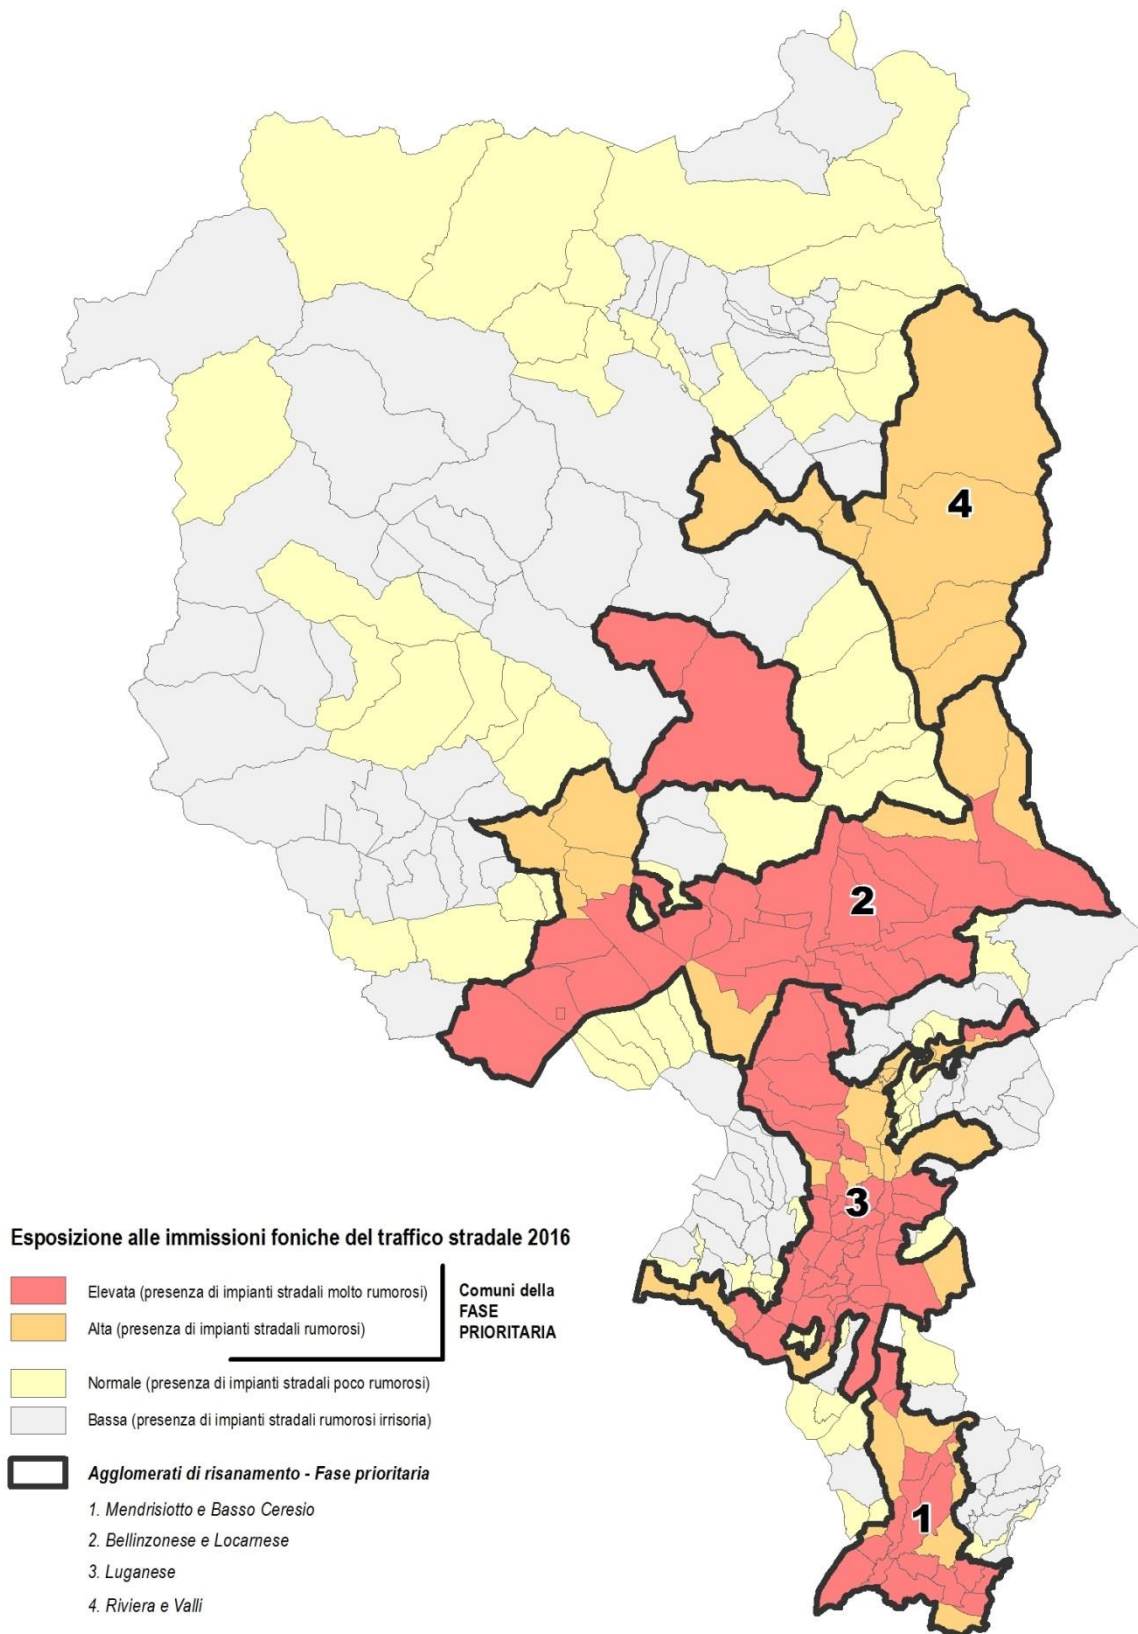 4
2
3
1
Esposizione alle immissioni foniche del traffico stradale 2016
Elevata (presenza di impianti stradali molto rumorosi)
Alta (presenza di impianti stradali rumorosi)
Comuni della
FASE
PRIORITARIA
Normale (presenza di impianti stradali poco rumorosi)
Bassa (presenza di impianti stradali rumorosi irrisoria)
Agglomerati di risanamento - Fase prioritaria
1. Mendrisiotto e Basso Ceresio
2. Bellinzonese e Locarnese
3. Luganese
4. Riviera e Valli